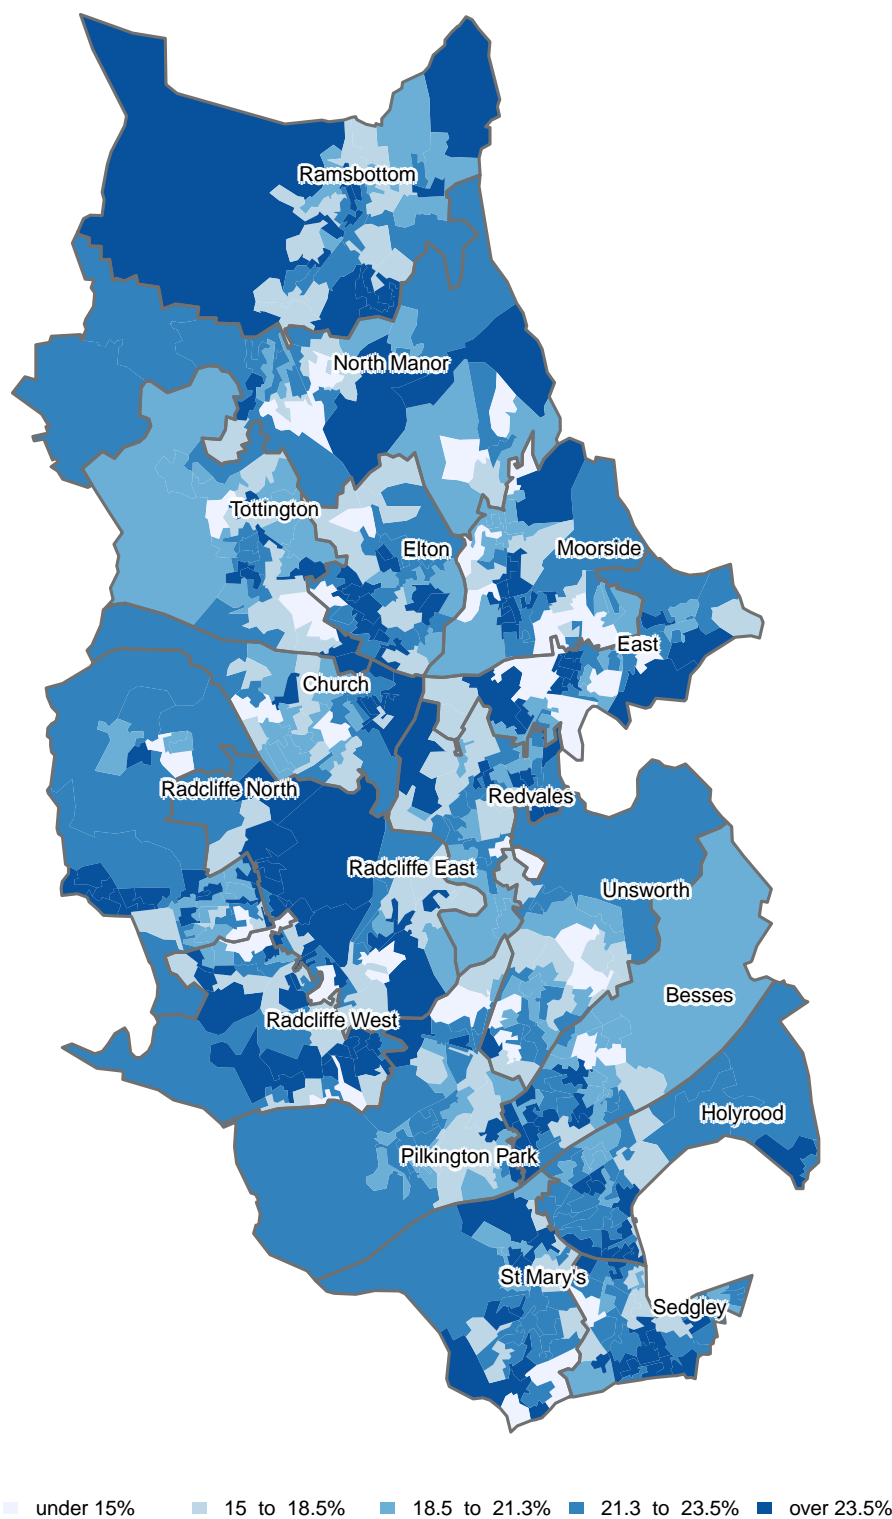 Ramsbottom
North Manor
Tottington
Elton
Moorside
East
Church
Radcliffe North
Redvales
Radcliffe East
Unsworth
Besses
Radcliffe West
Holyrood
Pilkington Park
St Mary's
Sedgley
under 15% 15 to 18.5% 18.5 to 21.3% 21.3 to 23.5% over 23.5%